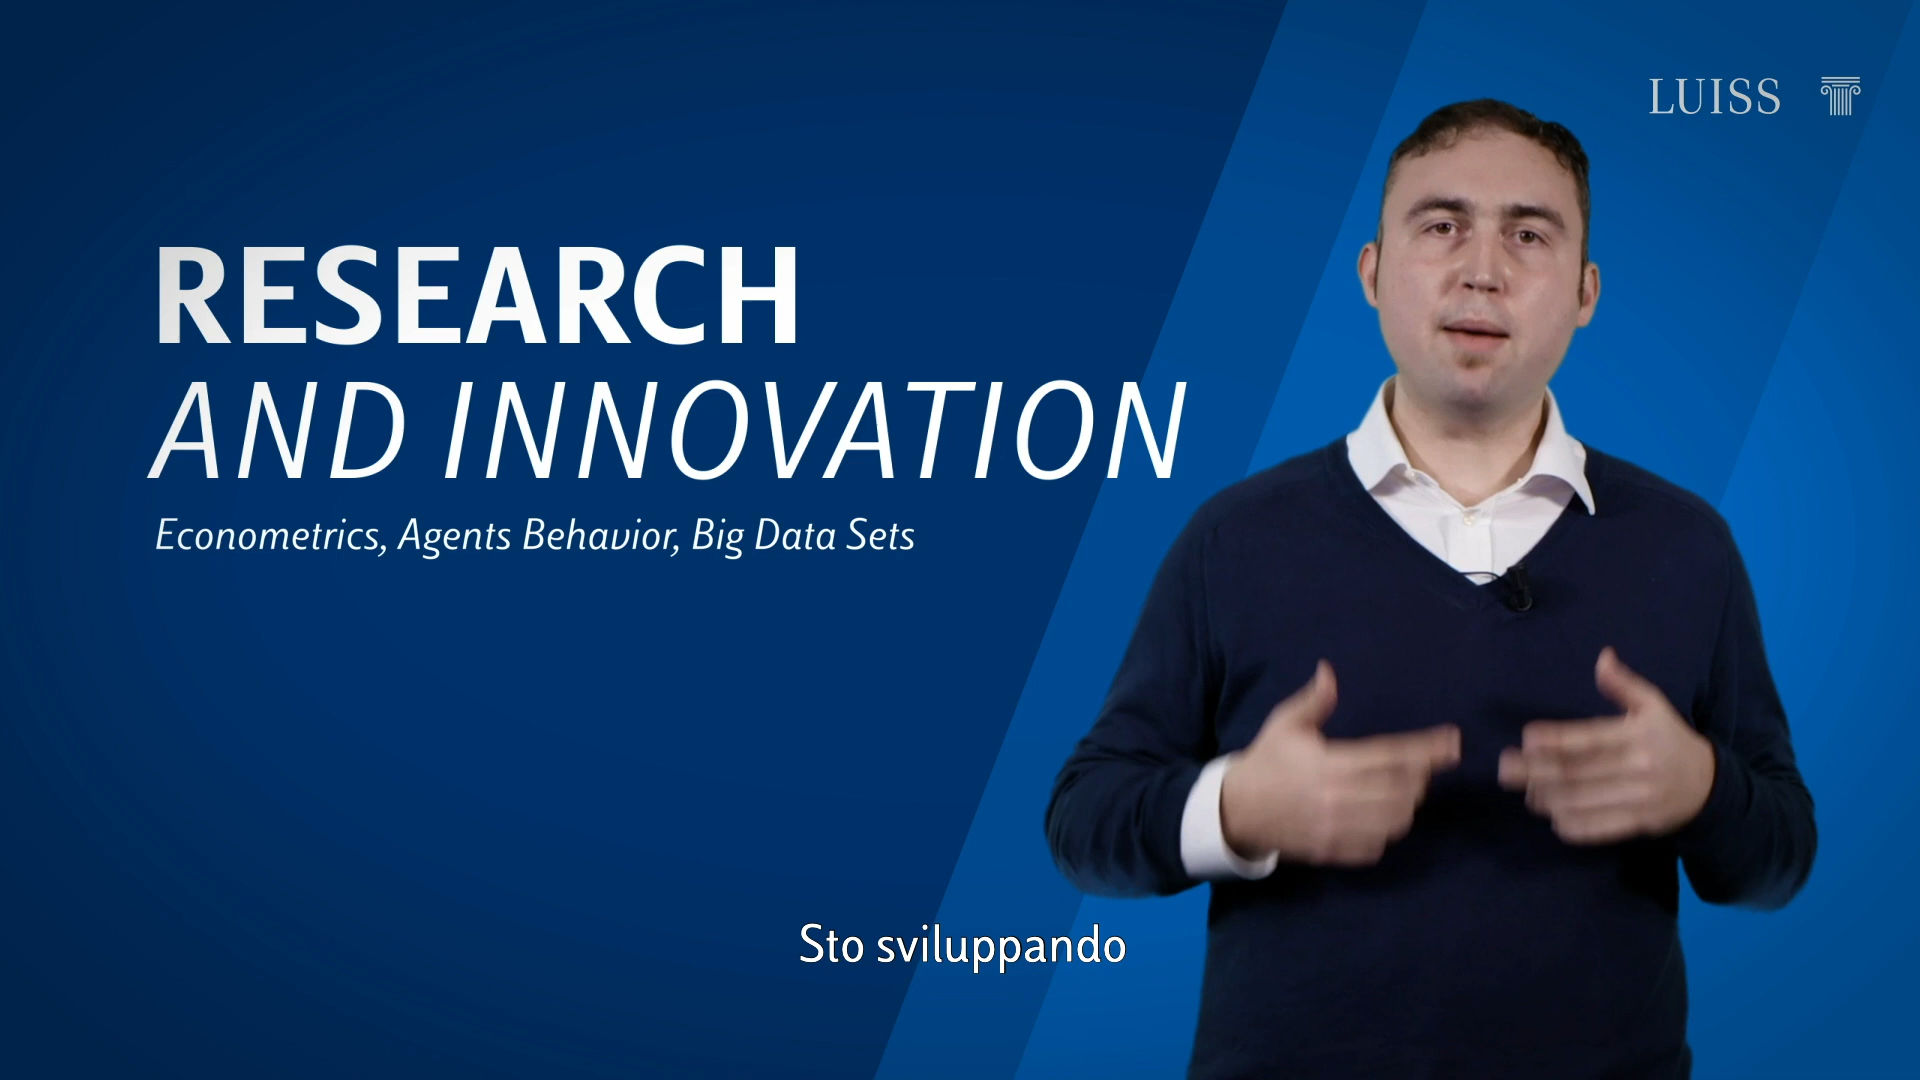 LUISS
RESEARCH
AND INNOVATION
Econometrics, Agents Behavior, Big Data Sets
Sto sviluppando